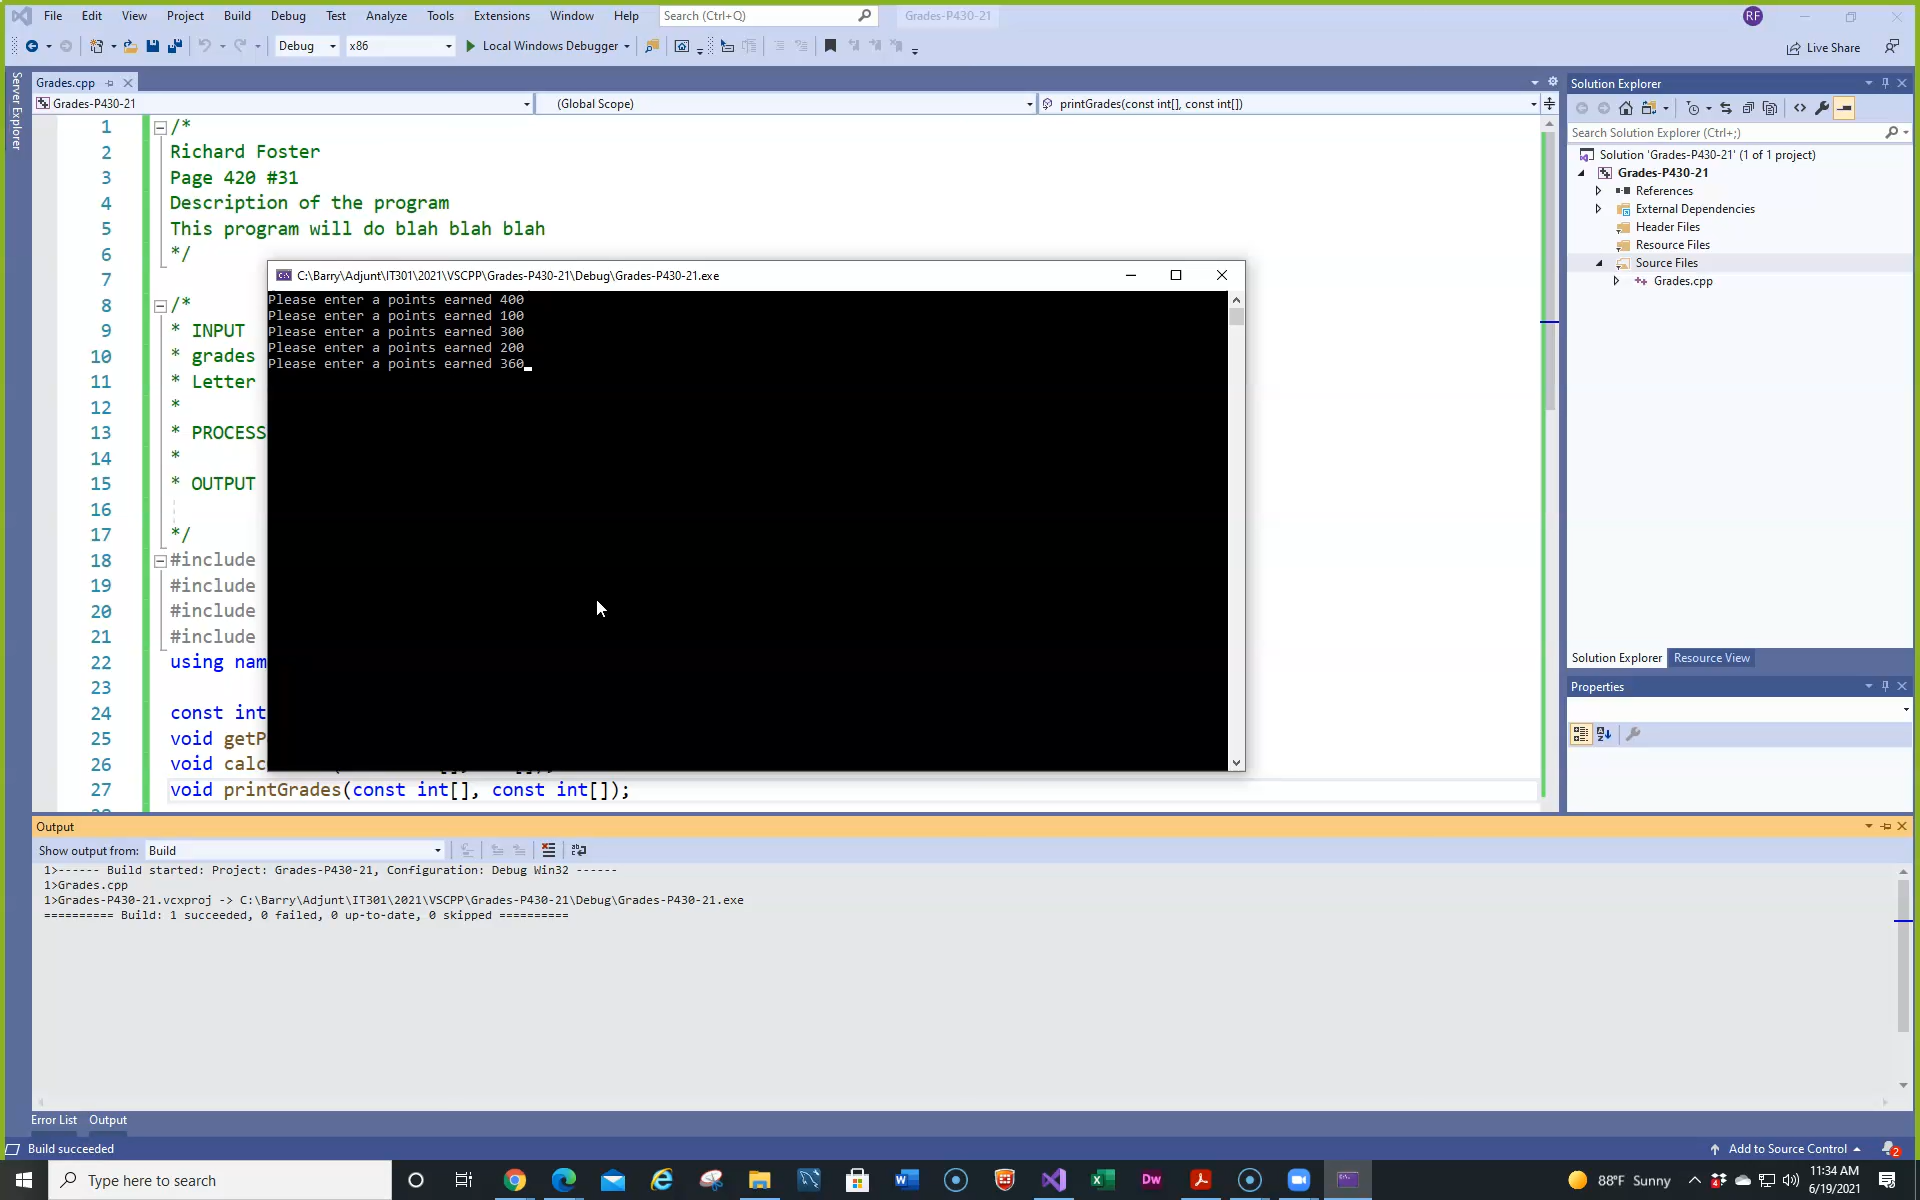 File Edit View Project Build Debug Test Analyze Tools Extensions Window Help Search (Ctrl+Q) Grades-P430-21 RF
Debug x86 Local Windows Debugger Live Share
Server Explorer
Grades.cpp
Grades-P430-21 (Global Scope) printGrades(const int[], const int[])
1 /*
2 Richard Foster
3 Page 420 #31
4 Description of the program
5 This program will do blah blah blah
6 */
7
8 /*
9 * INPUT
10 * grades
11 * Letter
12 *
13 * PROCESS
14 *
15 * OUTPUT
16
17 */
18 #include
19 #include
20 #include
21 #include
22 using nam
23
24 const int
25 void getP
26 void calc
27 void printGrades(const int[], const int[]);
C:\Barry\Adjunt\IT301\2021\VSCPP\Grades-P430-21\Debug\Grades-P430-21.exe
Please enter a points earned 400
Please enter a points earned 100
Please enter a points earned 300
Please enter a points earned 200
Please enter a points earned 360
Solution Explorer
Search Solution Explorer (Ctrl+;)
Solution 'Grades-P430-21' (1 of 1 project)
Grades-P430-21
References
External Dependencies
Header Files
Resource Files
Source Files
Grades.cpp
Solution Explorer Resource View
Properties
Output
Show output from: Build
1>------ Build started: Project: Grades-P430-21, Configuration: Debug Win32 ------
1>Grades.cpp
1>Grades-P430-21.vcxproj -> C:\Barry\Adjunt\IT301\2021\VSCPP\Grades-P430-21\Debug\Grades-P430-21.exe
========== Build: 1 succeeded, 0 failed, 0 up-to-date, 0 skipped ==========
Error List Output
Build succeeded Add to Source Control 2
Type here to search 88°F Sunny 11:34 AM
6/19/2021